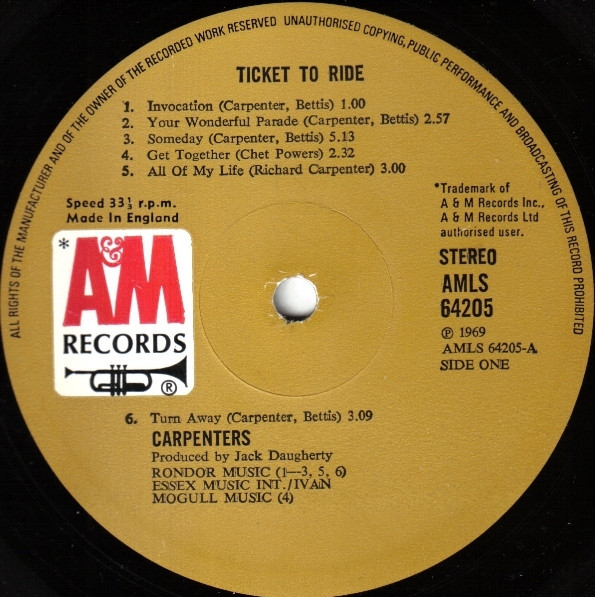 ALL RIGHTS OF THE MANUFACTURER AND OF THE OWNER OF THE RECORDED WORK RESERVED UNAUTHORISED COPYING, PUBLIC PERFORMANCE AND BROADCASTING OF THIS RECORD PROHIBITED
TICKET TO RIDE
1. Invocation (Carpenter, Bettis) 1.00
2. Your Wonderful Parade (Carpenter, Bettis) 2.57
3. Someday (Carpenter, Bettis) 5.13
4. Get Together (Chet Powers) 2.32
5. All Of My Life (Richard Carpenter) 3.00
Speed 33⅓ r.p.m.
Made In England
*
A&M
RECORDS
®
*Trademark of
A & M Records Inc.,
A & M Records Ltd
authorised user.
STEREO
AMLS
64205
℗ 1969
AMLS 64205-A
SIDE ONE
6. Turn Away (Carpenter, Bettis) 3.09
CARPENTERS
Produced by Jack Daugherty
RONDOR MUSIC (1—3, 5, 6)
ESSEX MUSIC INT./IVAN
MOGULL MUSIC (4)